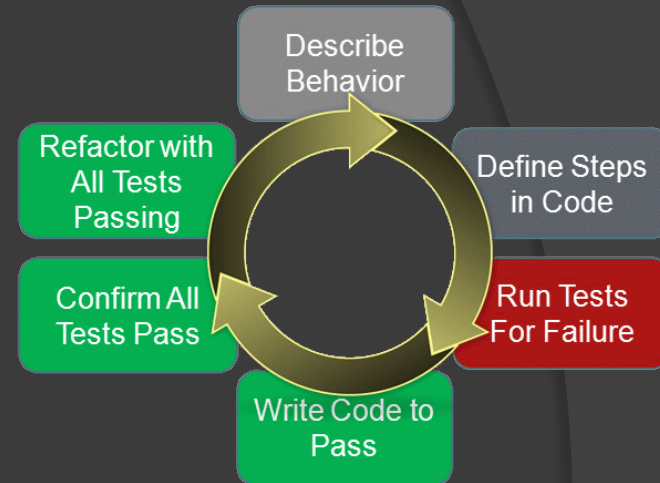 Describe
Behavior
Define Steps
in Code
Run Tests
For Failure
Write Code to
Pass
Confirm All
Tests Pass
Refactor with
All Tests
Passing